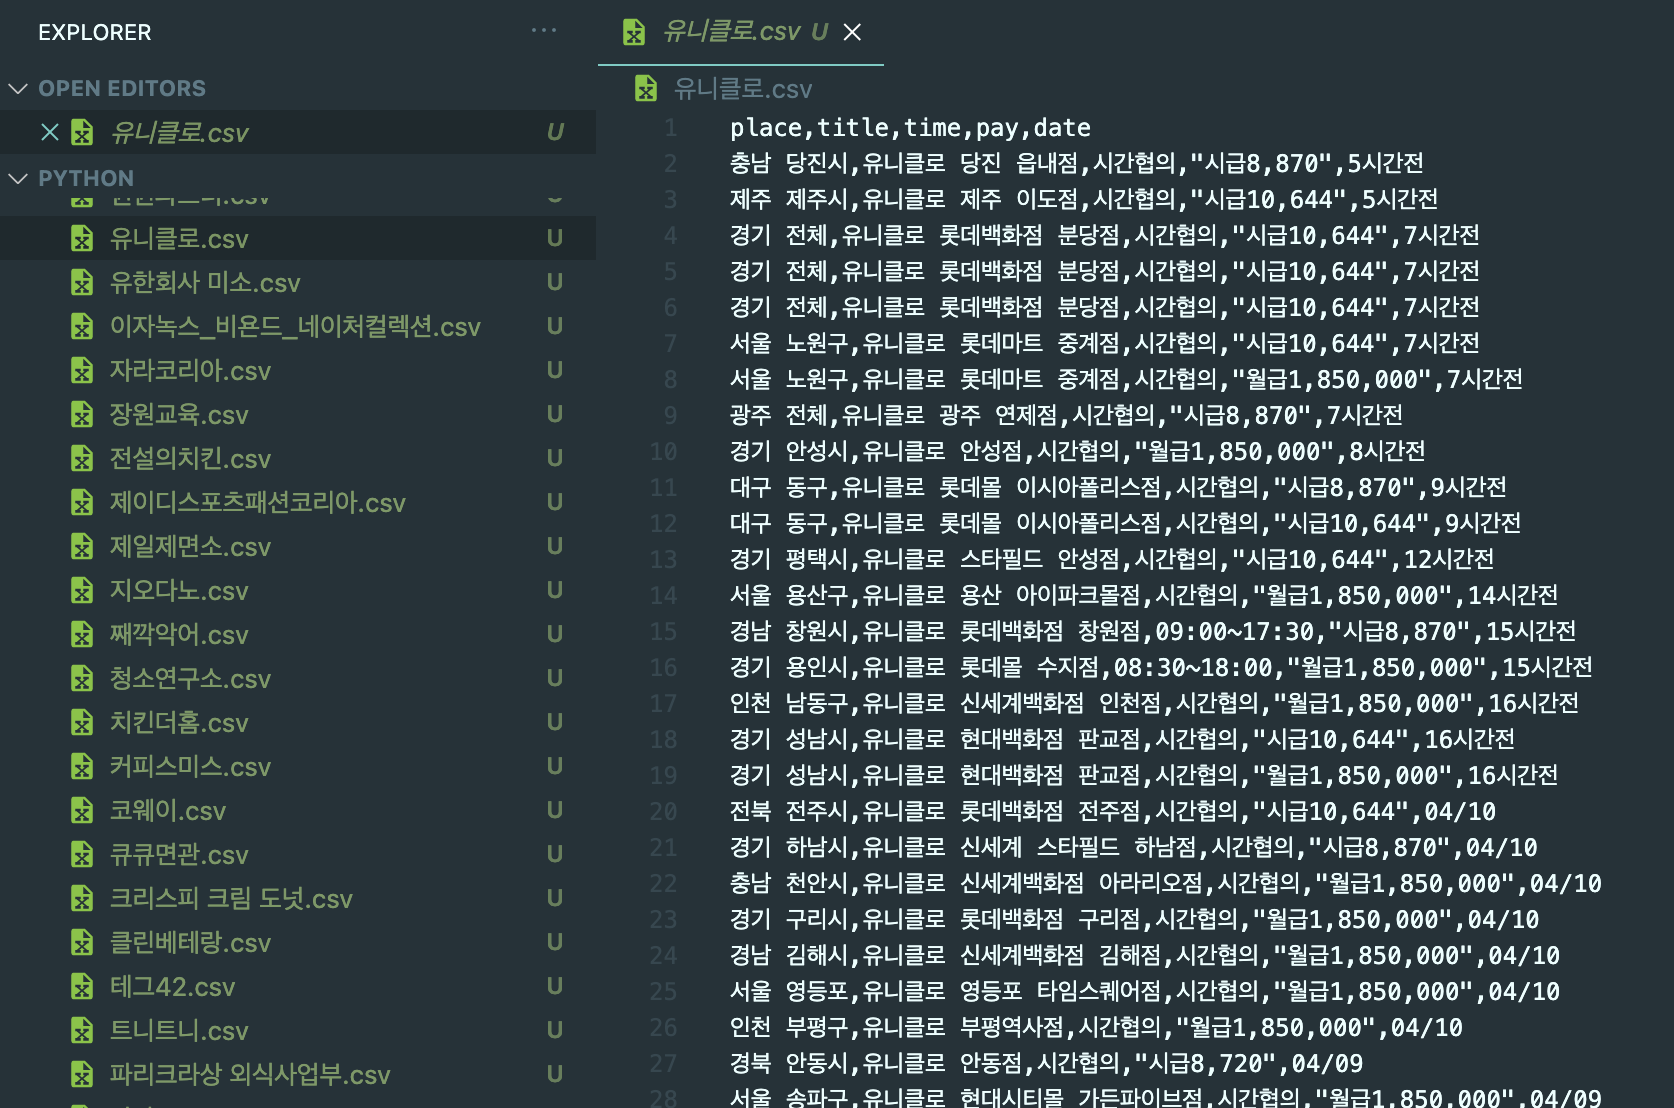 EXPLORER
···
OPEN EDITORS
유니클로.csv U
PYTHON
유니클로.csv U
유한회사 미소.csv U
이자녹스_비욘드_네이처컬렉션.csv U
자라코리아.csv U
장원교육.csv U
전설의치킨.csv U
제이디스포츠패션코리아.csv U
제일제면소.csv U
지오다노.csv U
째깍악어.csv U
청소연구소.csv U
치킨더홈.csv U
커피스미스.csv U
코웨이.csv U
큐큐면관.csv U
크리스피 크림 도넛.csv U
클린베테랑.csv U
테그42.csv U
트니트니.csv U
파리크라상 외식사업부.csv U
유니클로.csv U
유니클로.csv
1 place,title,time,pay,date
2 충남 당진시,유니클로 당진 읍내점,시간협의,"시급8,870",5시간전
3 제주 제주시,유니클로 제주 이도점,시간협의,"시급10,644",5시간전
4 경기 전체,유니클로 롯데백화점 분당점,시간협의,"시급10,644",7시간전
5 경기 전체,유니클로 롯데백화점 분당점,시간협의,"시급10,644",7시간전
6 경기 전체,유니클로 롯데백화점 분당점,시간협의,"시급10,644",7시간전
7 서울 노원구,유니클로 롯데마트 중계점,시간협의,"시급10,644",7시간전
8 서울 노원구,유니클로 롯데마트 중계점,시간협의,"월급1,850,000",7시간전
9 광주 전체,유니클로 광주 연제점,시간협의,"시급8,870",7시간전
10 경기 안성시,유니클로 안성점,시간협의,"월급1,850,000",8시간전
11 대구 동구,유니클로 롯데몰 이시아폴리스점,시간협의,"시급8,870",9시간전
12 대구 동구,유니클로 롯데몰 이시아폴리스점,시간협의,"시급10,644",9시간전
13 경기 평택시,유니클로 스타필드 안성점,시간협의,"시급10,644",12시간전
14 서울 용산구,유니클로 용산 아이파크몰점,시간협의,"월급1,850,000",14시간전
15 경남 창원시,유니클로 롯데백화점 창원점,09:00~17:30,"시급8,870",15시간전
16 경기 용인시,유니클로 롯데몰 수지점,08:30~18:00,"월급1,850,000",15시간전
17 인천 남동구,유니클로 신세계백화점 인천점,시간협의,"월급1,850,000",16시간전
18 경기 성남시,유니클로 현대백화점 판교점,시간협의,"시급10,644",16시간전
19 경기 성남시,유니클로 현대백화점 판교점,시간협의,"월급1,850,000",16시간전
20 전북 전주시,유니클로 롯데백화점 전주점,시간협의,"시급10,644",04/10
21 경기 하남시,유니클로 신세계 스타필드 하남점,시간협의,"시급8,870",04/10
22 충남 천안시,유니클로 신세계백화점 아라리오점,시간협의,"월급1,850,000",04/10
23 경기 구리시,유니클로 롯데백화점 구리점,시간협의,"월급1,850,000",04/10
24 경남 김해시,유니클로 신세계백화점 김해점,시간협의,"월급1,850,000",04/10
25 서울 영등포,유니클로 영등포 타임스퀘어점,시간협의,"월급1,850,000",04/10
26 인천 부평구,유니클로 부평역사점,시간협의,"월급1,850,000",04/10
27 경북 안동시,유니클로 안동점,시간협의,"시급8,720",04/09
28 서울 송파구,유니클로 현대시티몰 가든파이브점,시간협의,"월급1,850,000",04/09